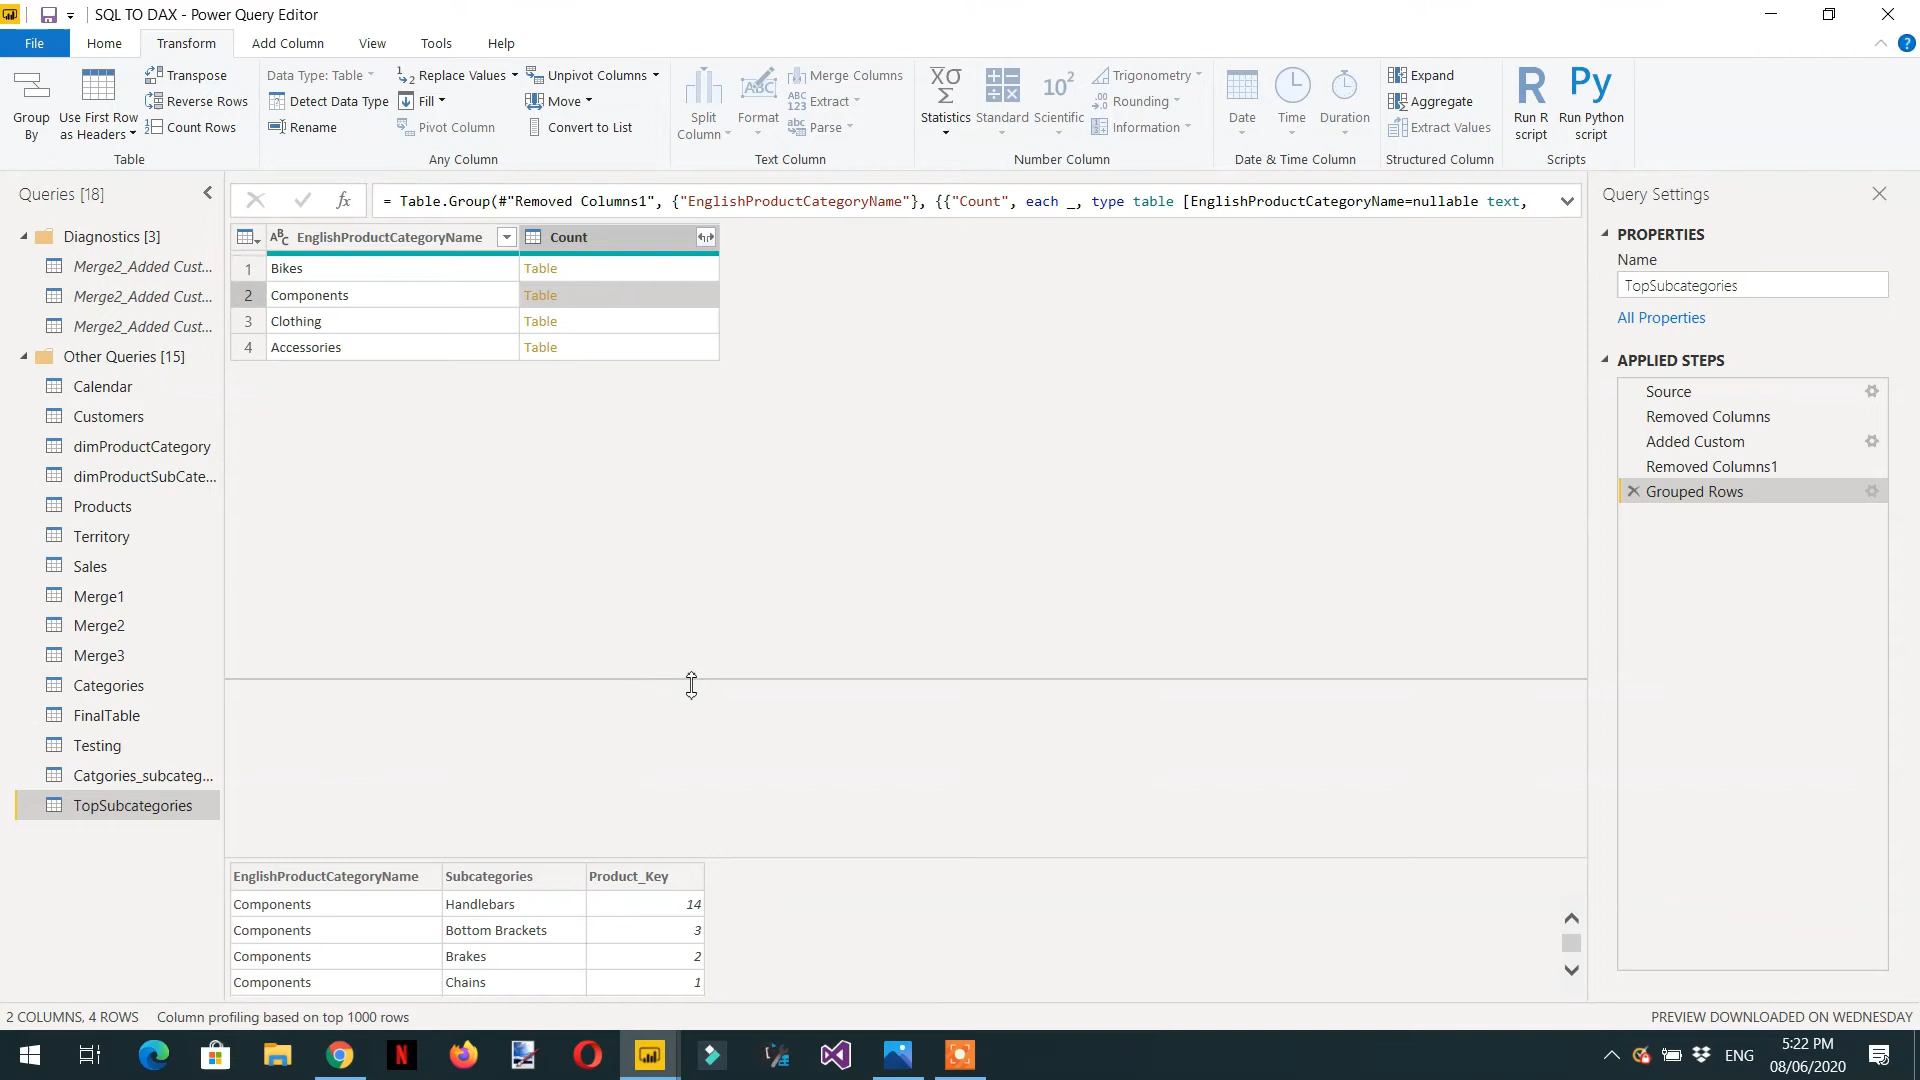 SQL TO DAX - Power Query Editor
File Home Transform Add Column View Tools Help
Group By
Use First Row as Headers
Transpose
Reverse Rows
Count Rows
Table
Data Type: Table
Detect Data Type
Rename
Replace Values
Fill
Pivot Column
Unpivot Columns
Move
Convert to List
Any Column
Split Column
Format
Merge Columns
Extract
Parse
Text Column
Statistics
Standard
Scientific
Trigonometry
Rounding
Information
Number Column
Date
Time
Duration
Date & Time Column
Expand
Aggregate
Extract Values
Structured Column
Run R script
Run Python script
Scripts
Queries [18]
Diagnostics [3]
Merge2_Added Cust...
Merge2_Added Cust...
Merge2_Added Cust...
Other Queries [15]
Calendar
Customers
dimProductCategory
dimProductSubCate...
Products
Territory
Sales
Merge1
Merge2
Merge3
Categories
FinalTable
Testing
Catgories_subcateg...
TopSubcategories
= Table.Group(#"Removed Columns1", {"EnglishProductCategoryName"}, {{"Count", each _, type table [EnglishProductCategoryName=nullable text,
EnglishProductCategoryName Count
1 Bikes Table
2 Components Table
3 Clothing Table
4 Accessories Table
EnglishProductCategoryName Subcategories Product_Key
Components Handlebars 14
Components Bottom Brackets 3
Components Brakes 2
Components Chains 1
Query Settings
PROPERTIES
Name
TopSubcategories
All Properties
APPLIED STEPS
Source
Removed Columns
Added Custom
Removed Columns1
Grouped Rows
2 COLUMNS, 4 ROWS Column profiling based on top 1000 rows
PREVIEW DOWNLOADED ON WEDNESDAY
ENG
5:22 PM
08/06/2020